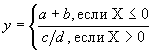 y = { a + b, если X ≤ 0
c/d, если X > 0